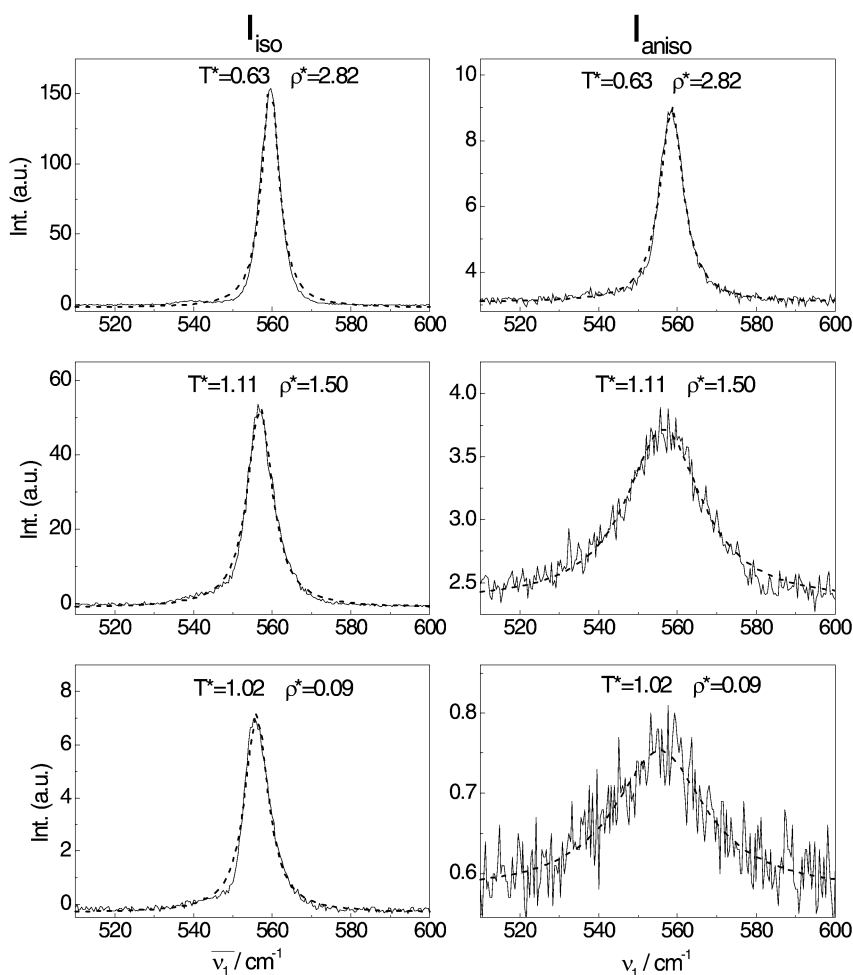 I_iso
I_aniso
T*=0.63 ρ*=2.82
150
100
50
0
Int. (a.u.)
520 540 560 580 600
T*=0.63 ρ*=2.82
10
8
6
4
520 540 560 580 600
T*=1.11 ρ*=1.50
60
40
20
0
Int. (a.u.)
520 540 560 580 600
T*=1.11 ρ*=1.50
4.0
3.5
3.0
2.5
520 540 560 580 600
T*=1.02 ρ*=0.09
8
6
4
2
0
Int. (a.u.)
520 540 560 580 600
ν₁ / cm⁻¹
T*=1.02 ρ*=0.09
0.8
0.7
0.6
520 540 560 580 600
ν₁ / cm⁻¹